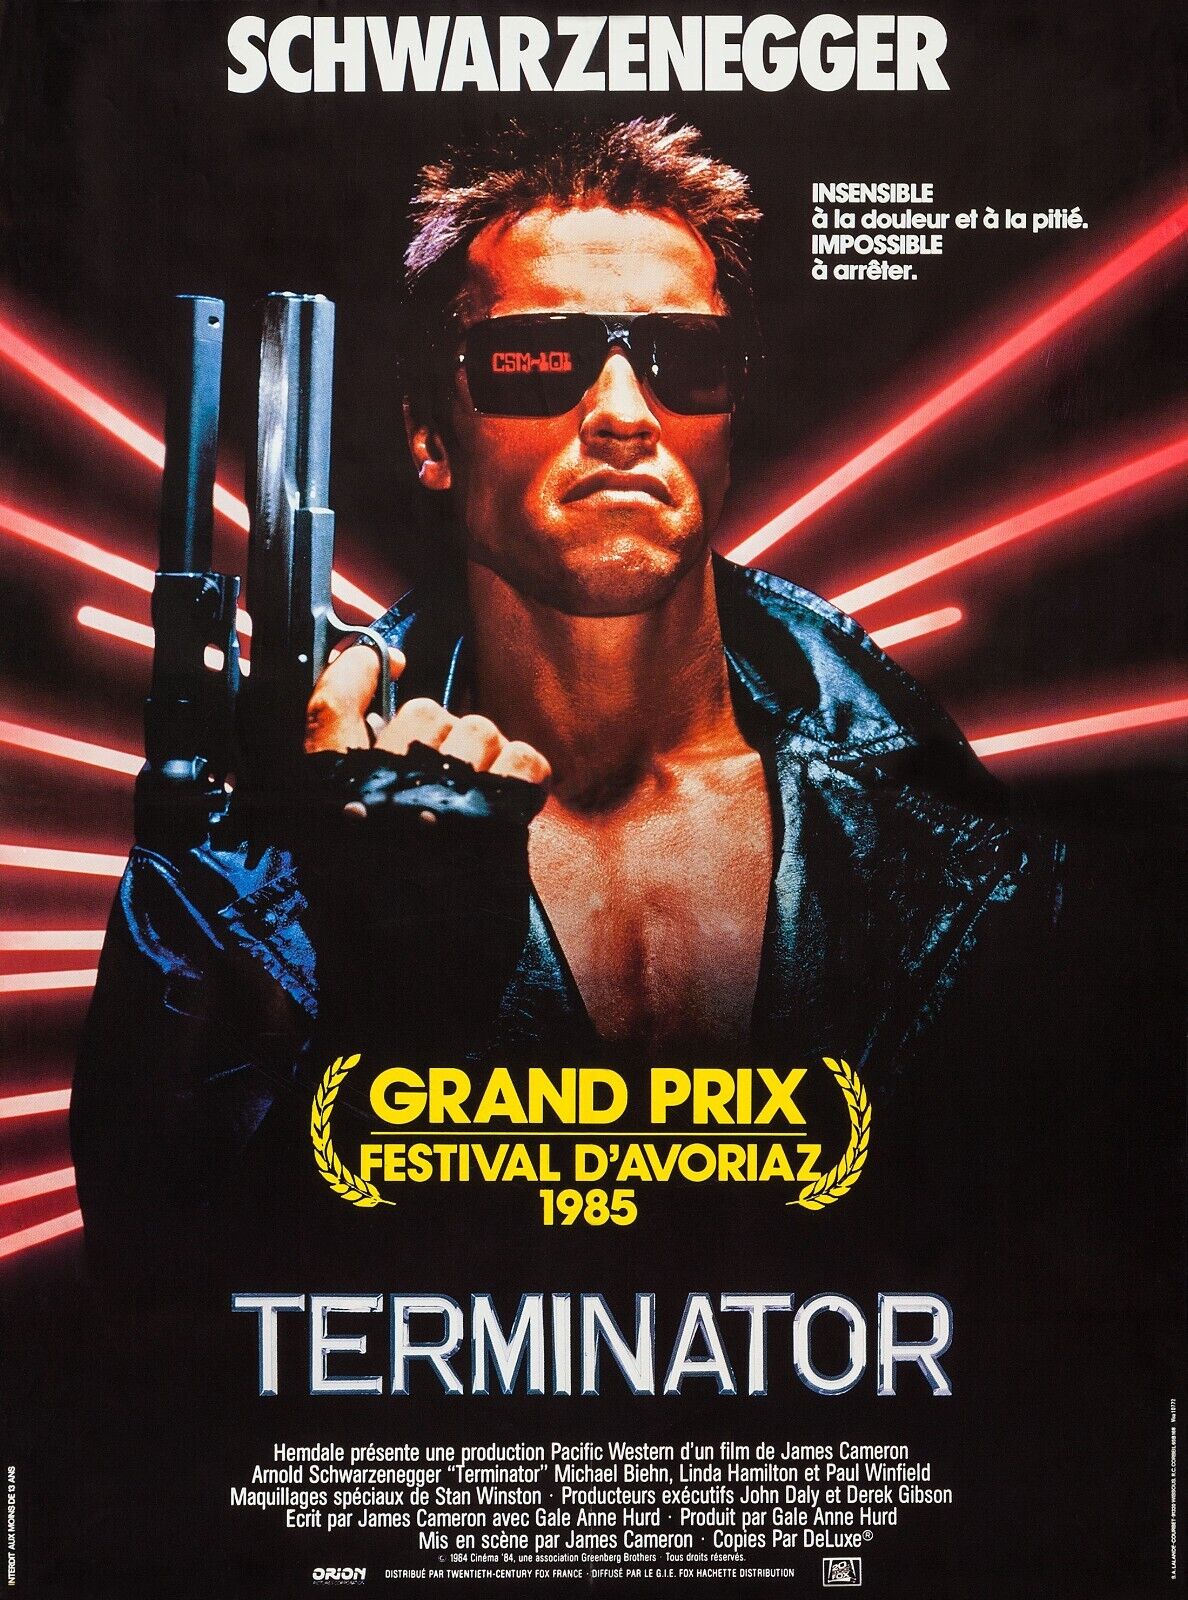 SCHWARZENEGGER
INSENSIBLE
à la douleur et à la pitié.
IMPOSSIBLE
à arrêter.
CSM-101
GRAND PRIX
FESTIVAL D'AVORIAZ
1985
TERMINATOR
Hemdale présente une production Pacific Western d'un film de James Cameron
Arnold Schwarzenegger "Terminator" Michael Biehn, Linda Hamilton et Paul Winfield
Maquillages spéciaux de Stan Winston · Producteurs exécutifs John Daly et Derek Gibson
Ecrit par James Cameron avec Gale Anne Hurd · Produit par Gale Anne Hurd
Mis en scène par James Cameron · Copies Par DeLuxe®
© 1984 Cinéma '84, une association Greenberg Brothers · Tous droits réservés.
ORION
DISTRIBUÉ PAR TWENTIETH-CENTURY FOX FRANCE · DIFFUSÉ PAR LE G.I.E. FOX HACHETTE DISTRIBUTION
20
FOX
INTERDIT AUX MOINS DE 13 ANS